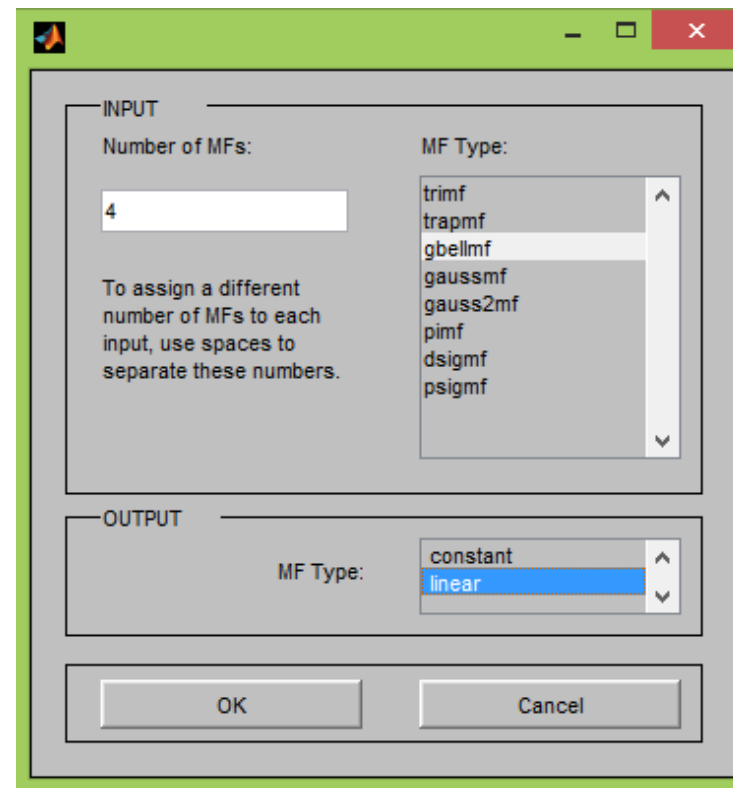 INPUT
Number of MFs:
4
To assign a different
number of MFs to each
input, use spaces to
separate these numbers.
MF Type:
trimf
trapmf
gbellmf
gaussmf
gauss2mf
pimf
dsigmf
psigmf
OUTPUT
MF Type:
constant
linear
OK
Cancel